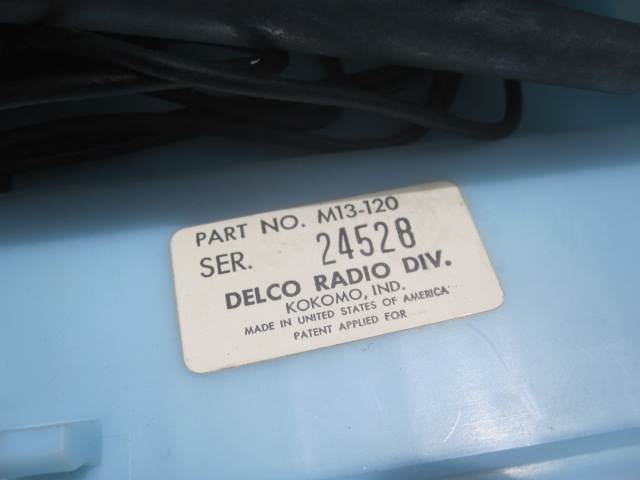 PART NO. M13-120
SER. 24528
DELCO RADIO DIV.
KOKOMO, IND.
MADE IN UNITED STATES OF AMERICA
PATENT APPLIED FOR